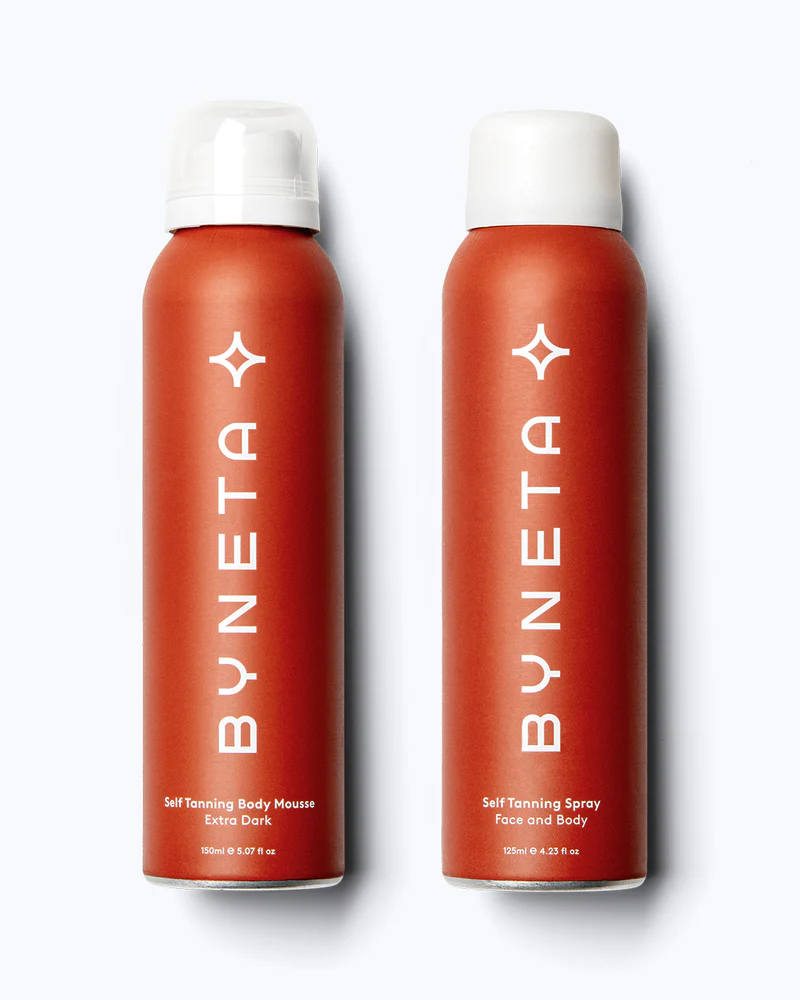 BYNETA
Self Tanning Body Mousse
Extra Dark
150ml ℮ 5.07 fl oz
BYNETA
Self Tanning Spray
Face and Body
125ml ℮ 4.23 fl oz